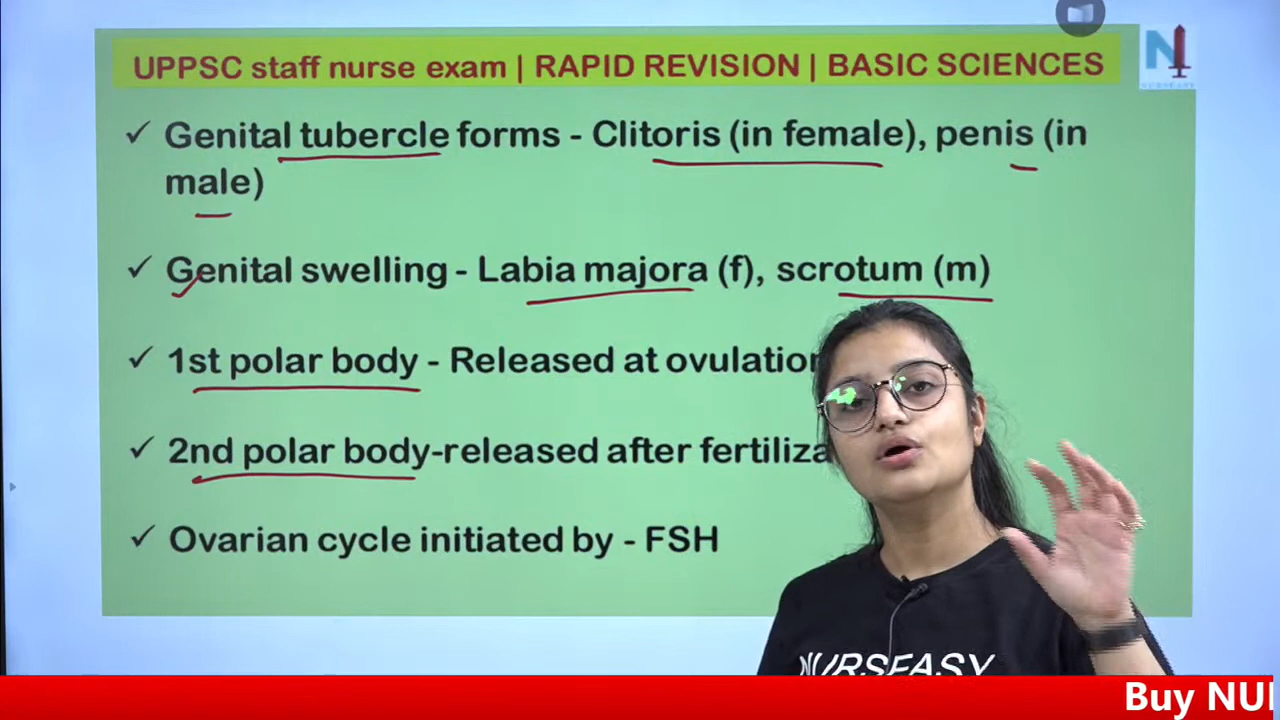 UPPSC staff nurse exam | RAPID REVISION | BASIC SCIENCES
N
NURSEASY
✓ Genital tubercle forms - Clitoris (in female), penis (in
male)
✓ Genital swelling - Labia majora (f), scrotum (m)
✓ 1st polar body - Released at ovulation
✓ 2nd polar body-released after fertiliza
✓ Ovarian cycle initiated by - FSH
NURSEASY
Buy NU